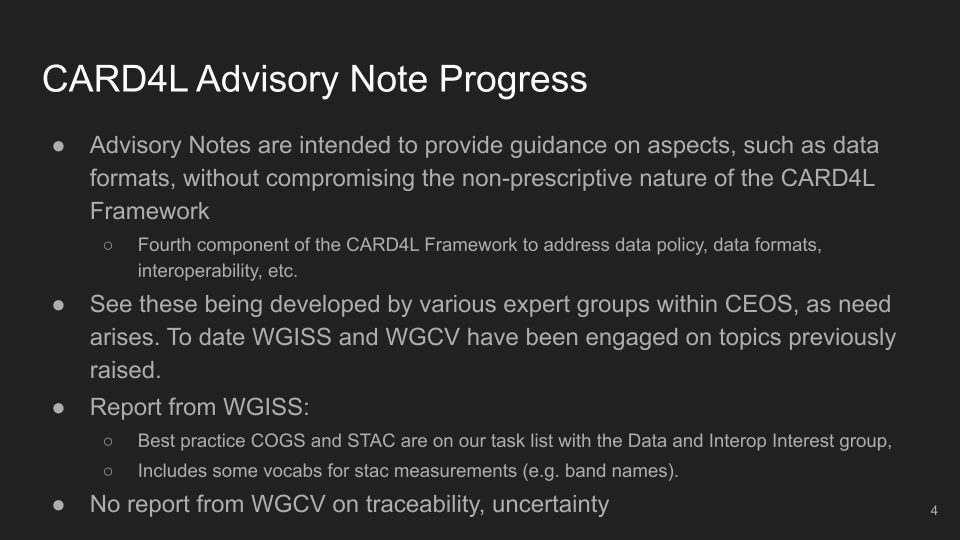 CARD4L Advisory Note Progress
● Advisory Notes are intended to provide guidance on aspects, such as data
formats, without compromising the non-prescriptive nature of the CARD4L
Framework
○ Fourth component of the CARD4L Framework to address data policy, data formats,
interoperability, etc.
● See these being developed by various expert groups within CEOS, as need
arises. To date WGISS and WGCV have been engaged on topics previously
raised.
● Report from WGISS:
○ Best practice COGS and STAC are on our task list with the Data and Interop Interest group,
○ Includes some vocabs for stac measurements (e.g. band names).
● No report from WGCV on traceability, uncertainty
4